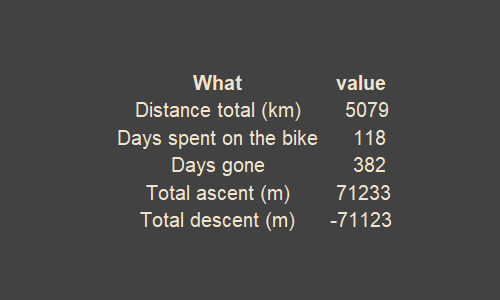 What value
Distance total (km) 5079
Days spent on the bike 118
Days gone 382
Total ascent (m) 71233
Total descent (m) -71123